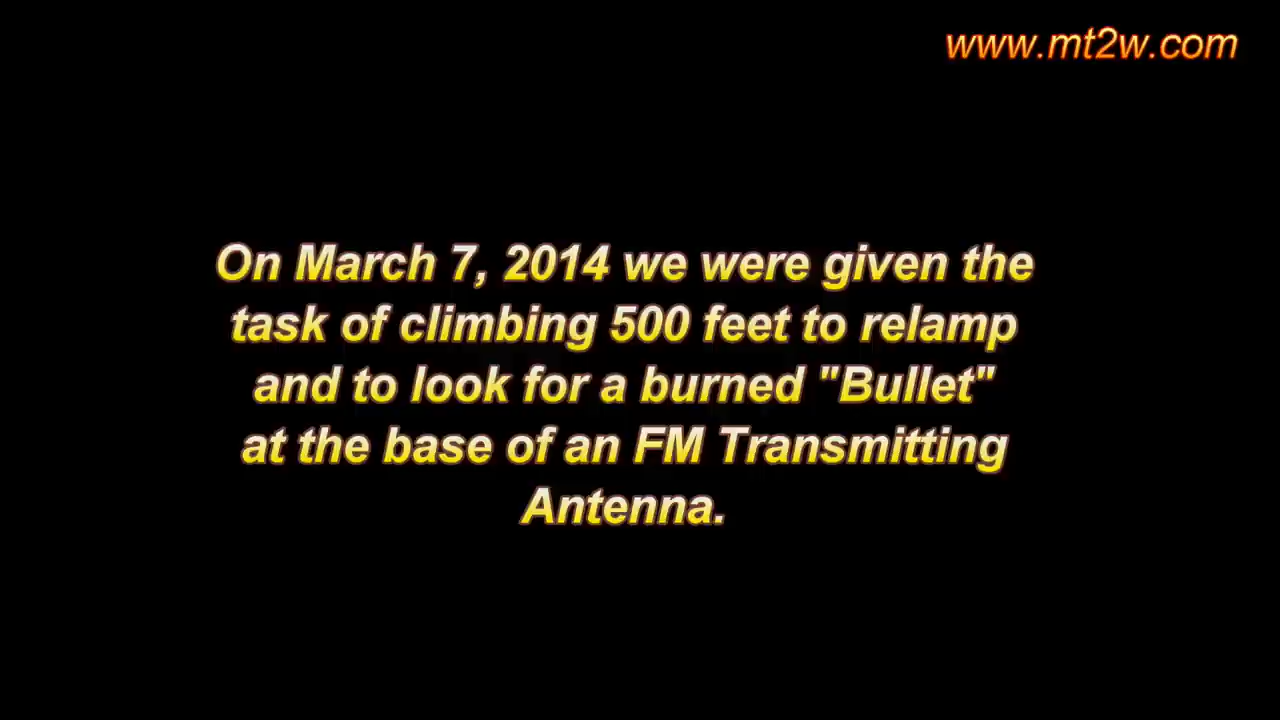 www.mt2w.com
On March 7, 2014 we were given the
task of climbing 500 feet to relamp
and to look for a burned "Bullet"
at the base of an FM Transmitting
Antenna.